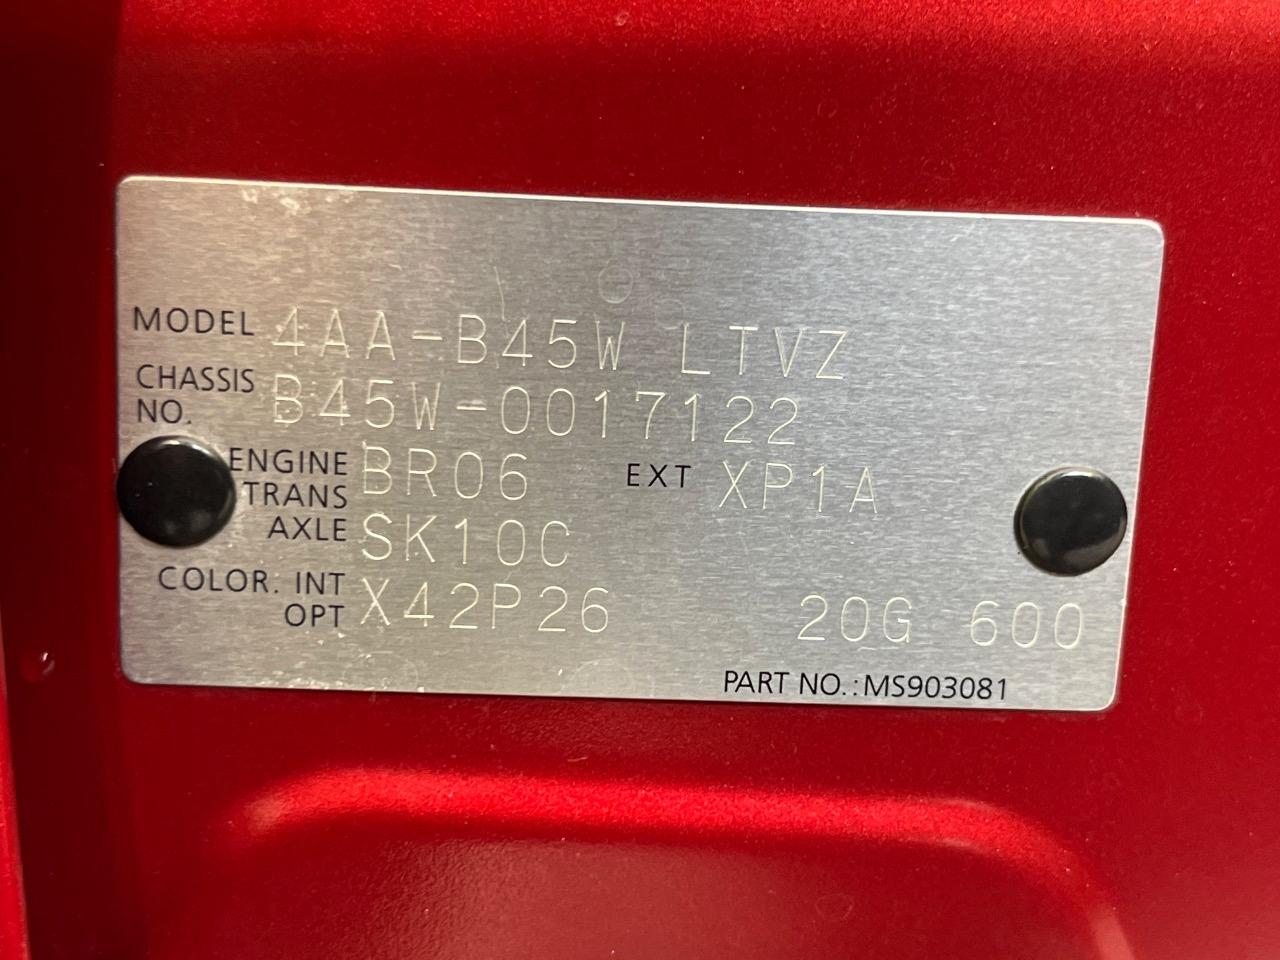 MODEL 4AA-B45W LTVZ
CHASSIS NO. B45W-0017122
ENGINE BR06 EXT XP1A
TRANS AXLE SK10C
COLOR. INT OPT X42P26 20G 600
PART NO.:MS903081